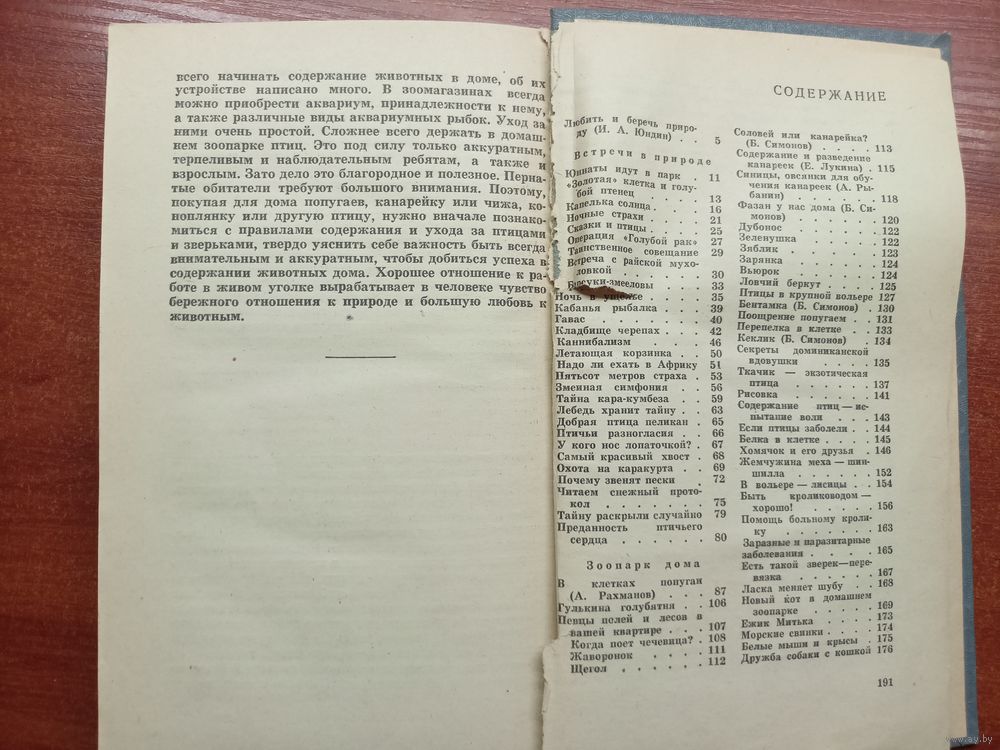 всего начинать содержание животных в доме, об их
устройстве написано много. В зоомагазинах всегда
можно приобрести аквариум, принадлежности к нему,
а также различные виды аквариумных рыбок. Уход за
ними очень простой. Сложнее всего держать в домаш-
нем зоопарке птиц. Это под силу только аккуратным,
терпеливым и наблюдательным ребятам, а также и
взрослым. Зато дело это благородное и полезное. Перна-
тые обитатели требуют большого внимания. Поэтому,
покупая для дома попугаев, канарейку или чижа, ко-
ноплянку или другую птицу, нужно вначале познако-
миться с правилами содержания и ухода за птицами
и зверьками, твердо уяснить себе важность быть всегда
внимательным и аккуратным, чтобы добиться успеха в
содержании животных дома. Хорошее отношение к ра-
боте в живом уголке вырабатывает в человеке чувство
бережного отношения к природе и большую любовь к
животным.
СОДЕРЖАНИЕ
Любить и беречь приро-
ду (И. А. Юндин) . . 5
Встречи в природе
Юннаты идут в парк . 11
«Золотая» клетка и голу-
бой птенец . . . . 13
Капелька солнца . . . 16
Ночные страхи . . . 21
Сказки и птицы . . . . 25
Операция «Голубой рак» 27
Таинственное совещание 29
Встреча с райской мухо-
ловкой . . . . . 30
Барсуки-змееловы . . 33
Ночь в ущелье . . . 35
Кабанья рыбалка . . 39
Гавас . . . . . . 40
Кладбище черепах . . 42
Каннибализм . . . 46
Летающая корзинка . . 50
Надо ли ехать в Африку 51
Пятьсот метров страха . 53
Змеиная симфония . . 56
Тайна кара-кумбеза . . 59
Лебедь хранит тайну . . 63
Добрая птица пеликан . 65
Птичьи разногласия . . 66
У кого нос лопаточкой? . 67
Самый красивый хвост . 68
Охота на каракурта . . 69
Почему звенят пески . 72
Читаем снежный прото-
кол . . . . . . . 75
Тайну раскрыли случайно 79
Преданность птичьего
сердца . . . . . . 80
Зоопарк дома
В клетках попугаи
(А. Рахманов) . . . 87
Гулькина голубятня . . 106
Певцы полей и лесов в
вашей квартире . . . 107
Когда поет чечевица? . 108
Жаворонок . . . . 111
Щегол . . . . . . 112
Соловей или канарейка?
(Б. Симонов) . . . . 113
Содержание и разведение
канареек (Е. Лукина) . 115
Синицы, овсянки для обу-
чения канареек (А. Ры-
банин) . . . . . . 118
Фазан у нас дома (Б. Си-
монов) . . . . . . 120
Дубонос . . . . . . 122
Зеленушка . . . . . 122
Зяблик . . . . . . 123
Зарянка . . . . . . 124
Вьюрок . . . . . . 124
Ловчий беркут . . . . 125
Птицы в крупной вольере 127
Бентамка (Б. Симонов) . 130
Поощрение попугаем . . 131
Перепелка в клетке . . 133
Кеклик (Б. Симонов) . 134
Секреты доминиканской
вдовушки . . . . . 135
Ткачик — экзотическая
птица . . . . . . 137
Рисовка . . . . . . 141
Содержание птиц — ис-
пытание воли . . . . 143
Если птицы заболели . . 144
Белка в клетке . . . 145
Хомячок и его друзья . 146
Жемчужина меха — шин-
шилла . . . . . . 152
В вольере — лисицы . . 154
Быть кролиководом —
хорошо! . . . . . 156
Помощь больному кроли-
ку . . . . . . . 163
Заразные и паразитарные
заболевания . . . . 165
Есть такой зверек—пере-
вязка . . . . . . 167
Ласка меняет шубу . . 168
Новый кот в домашнем
зоопарке . . . . . 169
Ежик Митька . . . . 173
Морские свинки . . . . 174
Белые мыши и крысы . 175
Дружба собаки с кошкой 176
191
www.ay.by